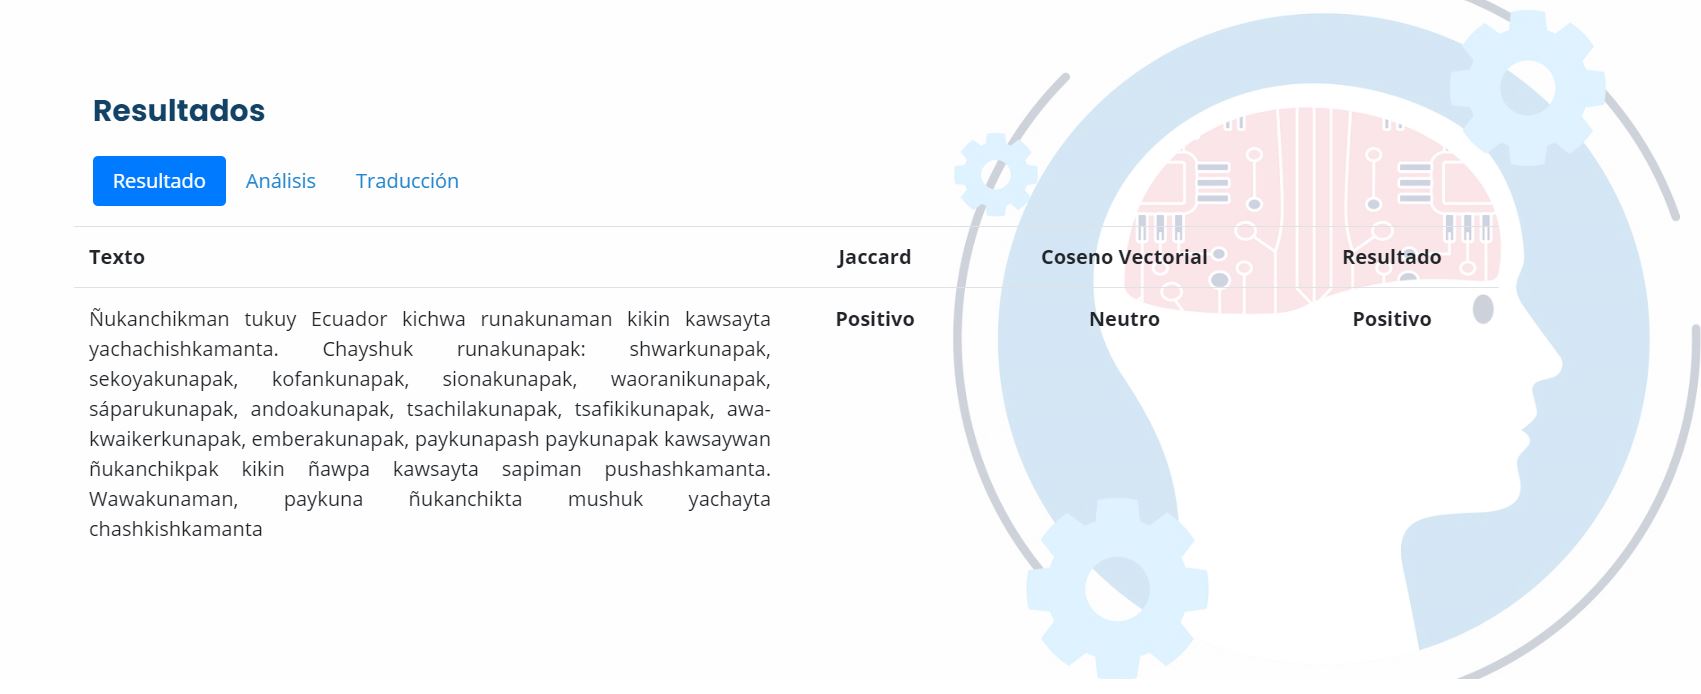 Resultados
Resultado Análisis Traducción
Texto Jaccard Coseno Vectorial Resultado
Ñukanchikman tukuy Ecuador kichwa runakunaman kikin kawsayta Positivo Neutro Positivo
yachachishkamanta. Chayshuk runakunapak: shwarkunapak,
sekoyakunapak, kofankunapak, sionakunapak, waoranikunapak,
sáparukunapak, andoakunapak, tsachilakunapak, tsafikikunapak, awa-
kwaikerkunapak, emberakunapak, paykunapash paykunapak kawsaywan
ñukanchikpak kikin ñawpa kawsayta sapiman pushashkamanta.
Wawakunaman, paykuna ñukanchikta mushuk yachayta
chashkishkamanta